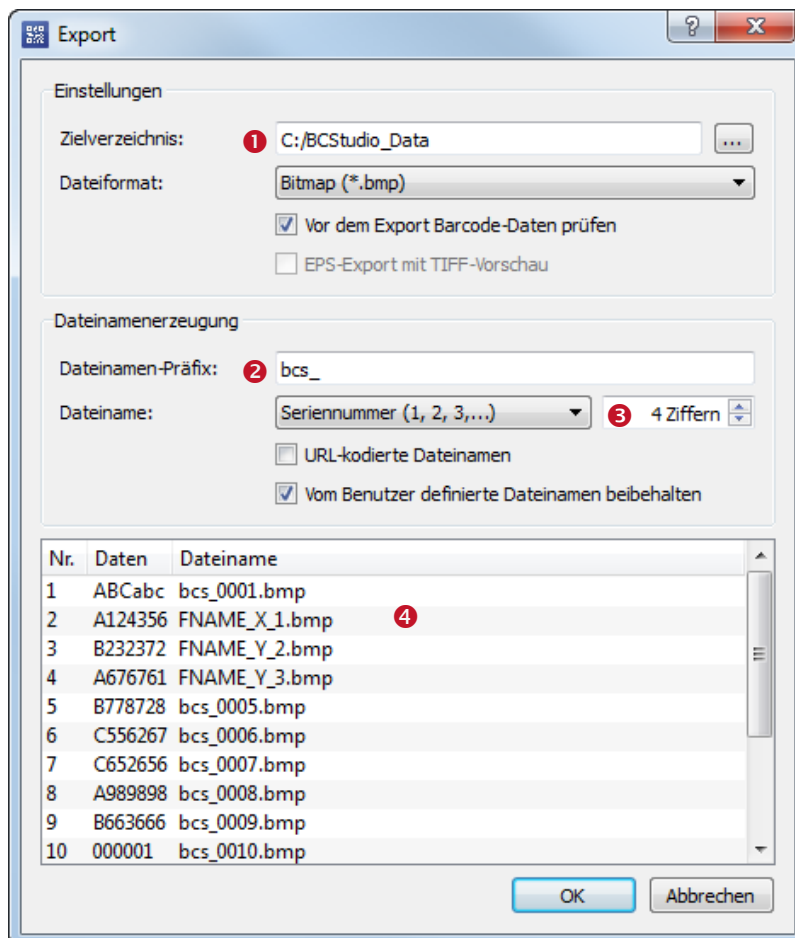 Export
Einstellungen
Zielverzeichnis: 1 C:/BCStudio_Data ...
Dateiformat: Bitmap (*.bmp)
Vor dem Export Barcode-Daten prüfen
EPS-Export mit TIFF-Vorschau
Dateinamenerzeugung
Dateinamen-Präfix: 2 bcs_
Dateiname: Seriennummer (1, 2, 3,...) 3 4 Ziffern
URL-kodierte Dateinamen
Vom Benutzer definierte Dateinamen beibehalten
Nr. Daten Dateiname
1 ABCabc bcs_0001.bmp
2 A124356 FNAME_X_1.bmp 4
3 B232372 FNAME_Y_2.bmp
4 A676761 FNAME_Y_3.bmp
5 B778728 bcs_0005.bmp
6 C556267 bcs_0006.bmp
7 C652656 bcs_0007.bmp
8 A989898 bcs_0008.bmp
9 B663666 bcs_0009.bmp
10 000001 bcs_0010.bmp
OK Abbrechen